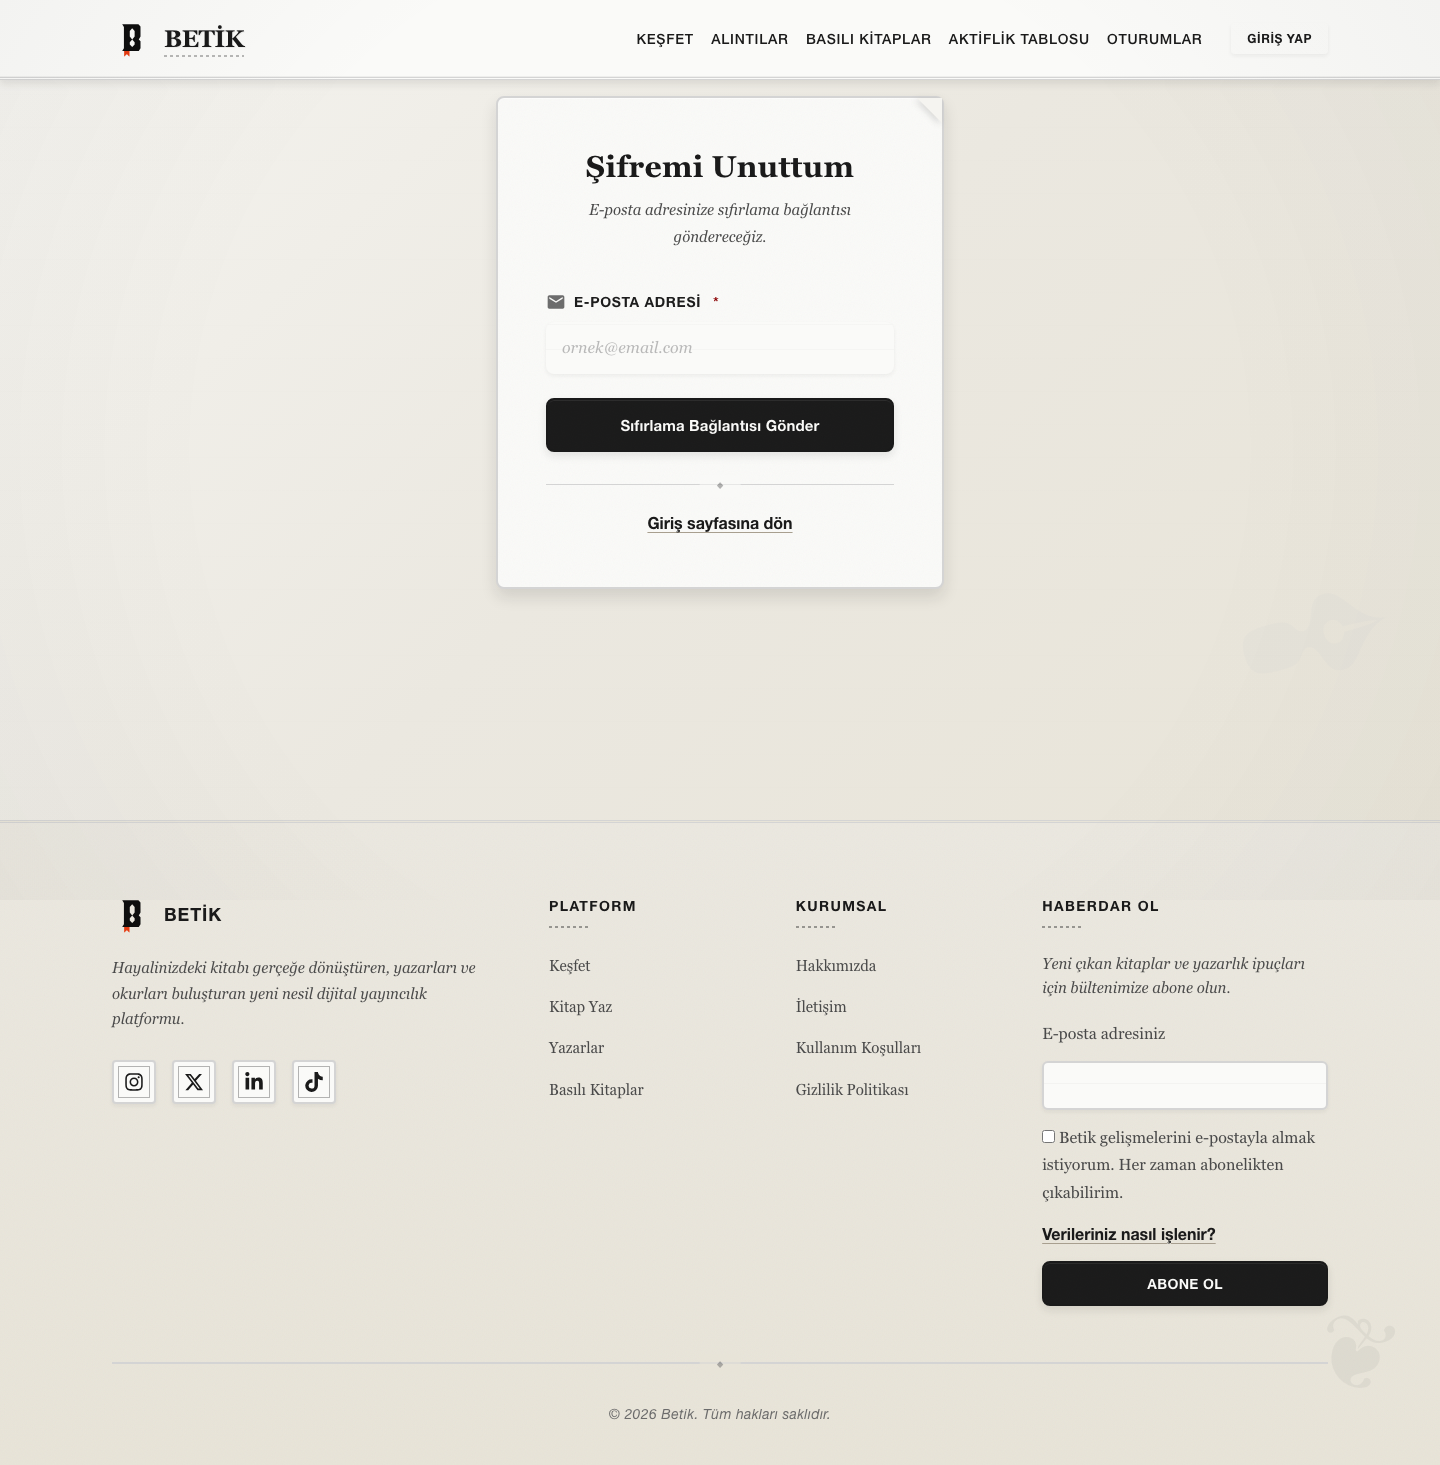 BETİK
KEŞFET
ALINTILAR
BASILI KİTAPLAR
AKTİFLİK TABLOSU
OTURUMLAR
GİRİŞ YAP
Şifremi Unuttum
E-posta adresinize sıfırlama bağlantısı
göndereceğiz.
E-POSTA ADRESİ *
ornek@email.com
Sıfırlama Bağlantısı Gönder
Giriş sayfasına dön
BETİK
Hayalinizdeki kitabı gerçeğe dönüştüren, yazarları ve
okurları buluşturan yeni nesil dijital yayıncılık
platformu.
PLATFORM
Keşfet
Kitap Yaz
Yazarlar
Basılı Kitaplar
KURUMSAL
Hakkımızda
İletişim
Kullanım Koşulları
Gizlilik Politikası
HABERDAR OL
Yeni çıkan kitaplar ve yazarlık ipuçları
için bültenimize abone olun.
E-posta adresiniz
Betik gelişmelerini e-postayla almak
istiyorum. Her zaman abonelikten
çıkabilirim.
Verileriniz nasıl işlenir?
ABONE OL
© 2026 Betik. Tüm hakları saklıdır.